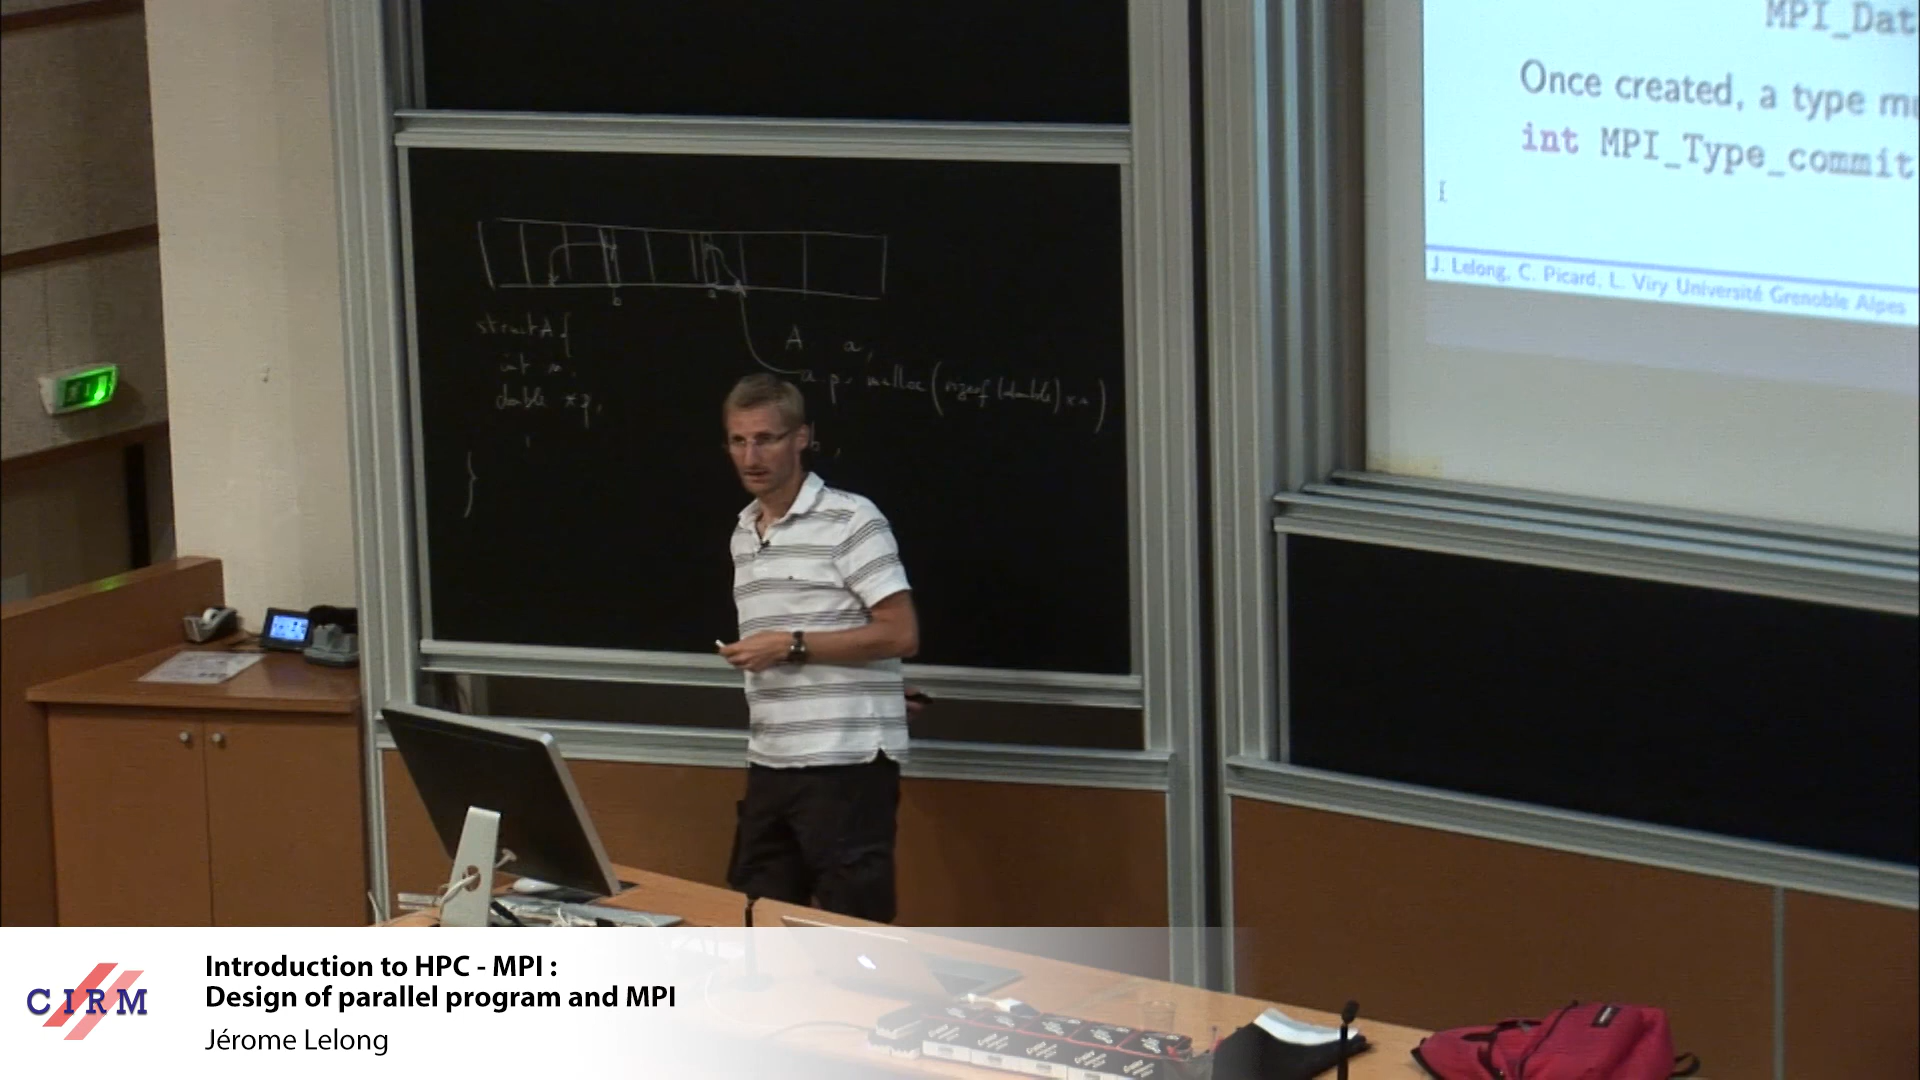 MPI_Dat
Once created, a type mu
int MPI_Type_commit
J. Lelong, C. Picard, L. Viry Université Grenoble Alpes
b a
struct A {
int n;
double *p;
}
A a,
a.p = malloc(sizeof(double)*n)
b,
CIRM
Introduction to HPC - MPI :
Design of parallel program and MPI
Jérome Lelong